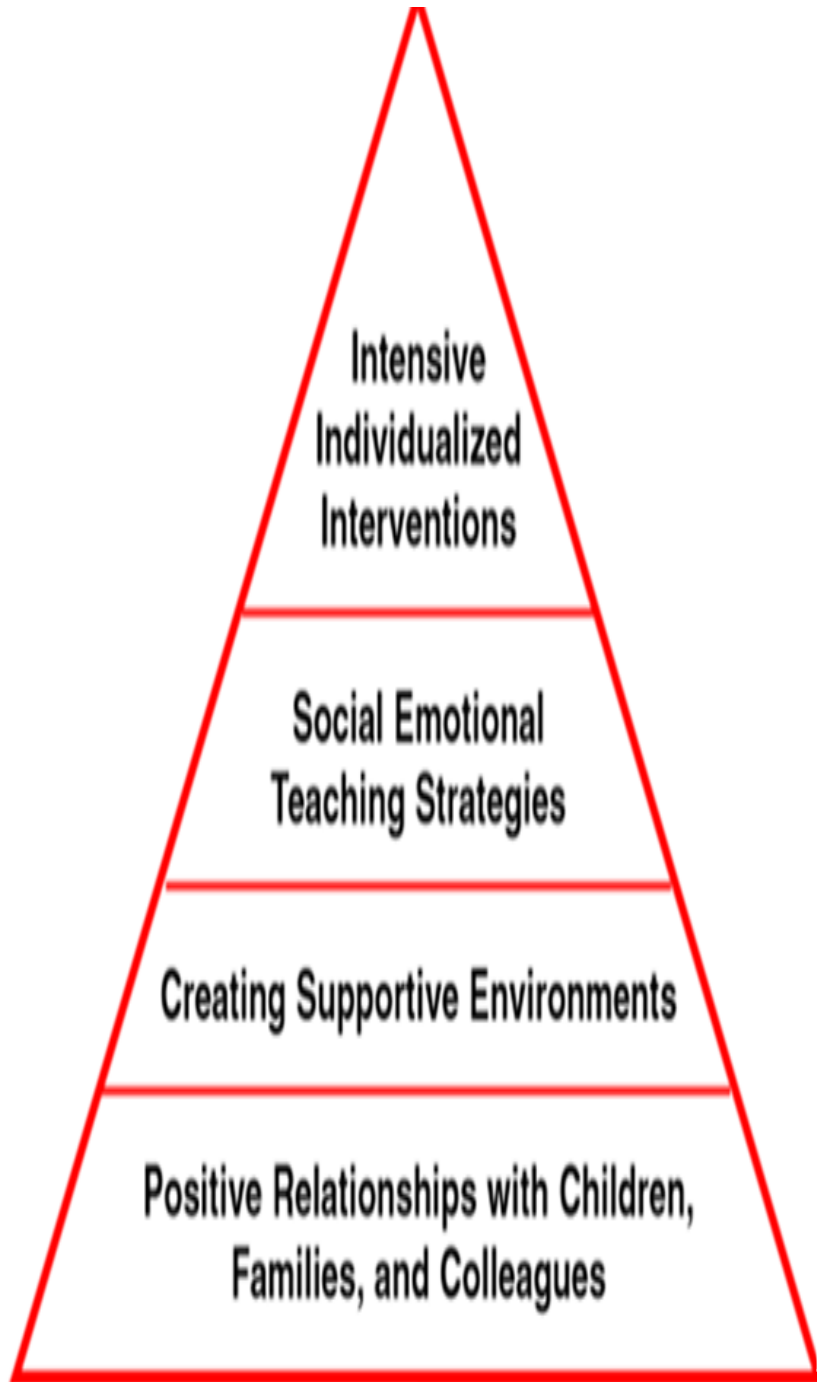 Intensive
Individualized
Interventions
Social Emotional
Teaching Strategies
Creating Supportive Environments
Positive Relationships with Children,
Families, and Colleagues